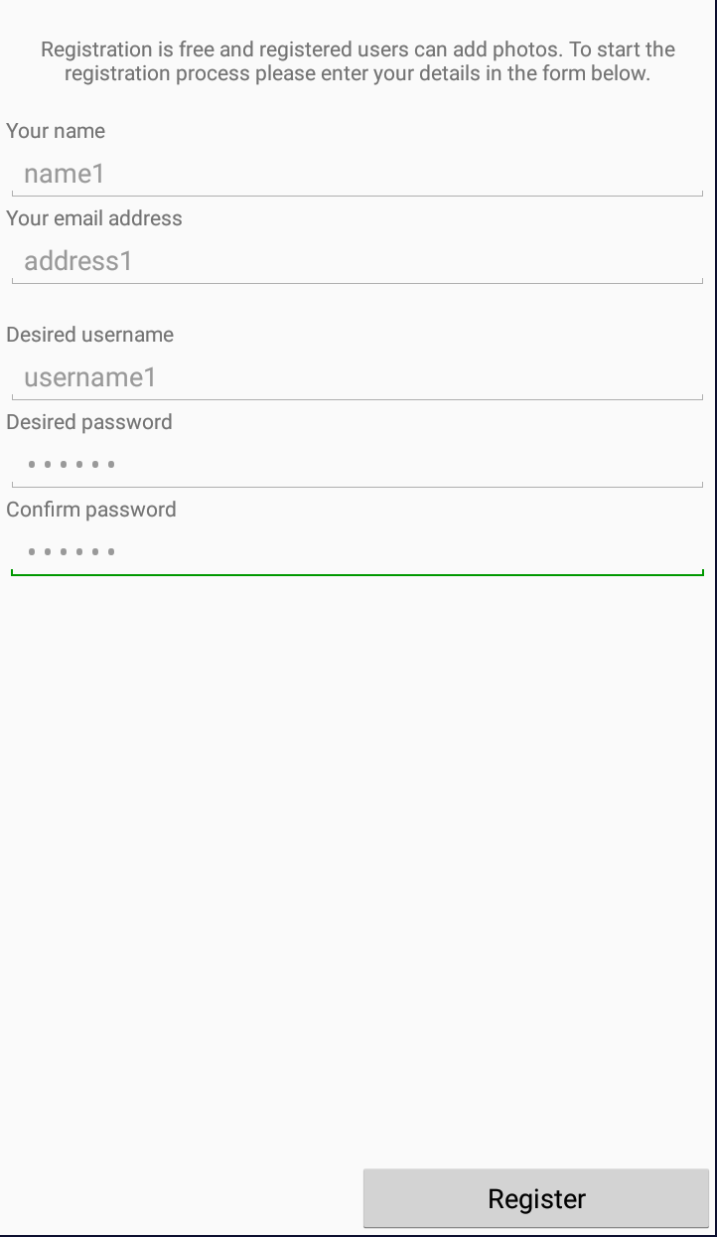 Registration is free and registered users can add photos. To start the
registration process please enter your details in the form below.
Your name
name1
Your email address
address1
Desired username
username1
Desired password
••••••
Confirm password
••••••
Register